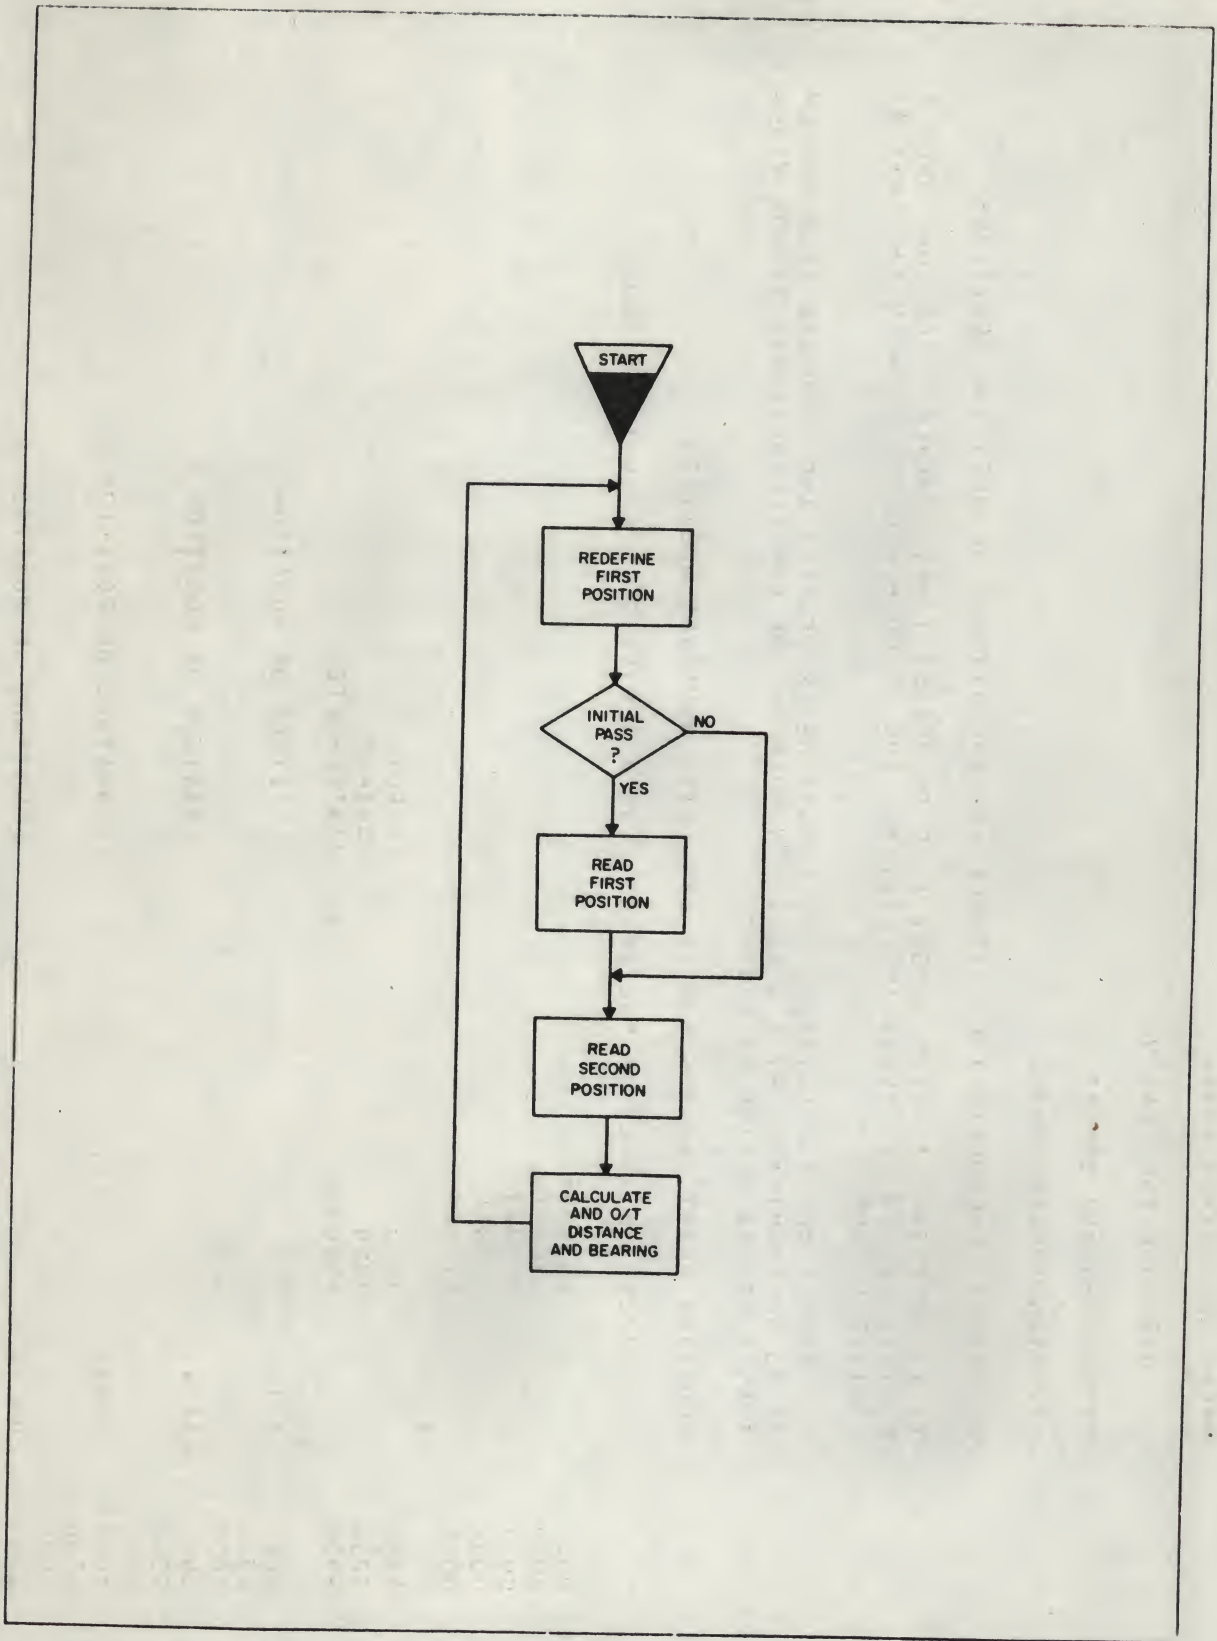 START
REDEFINE
FIRST
POSITION
INITIAL
PASS
?
NO
YES
READ
FIRST
POSITION
READ
SECOND
POSITION
CALCULATE
AND O/T
DISTANCE
AND BEARING